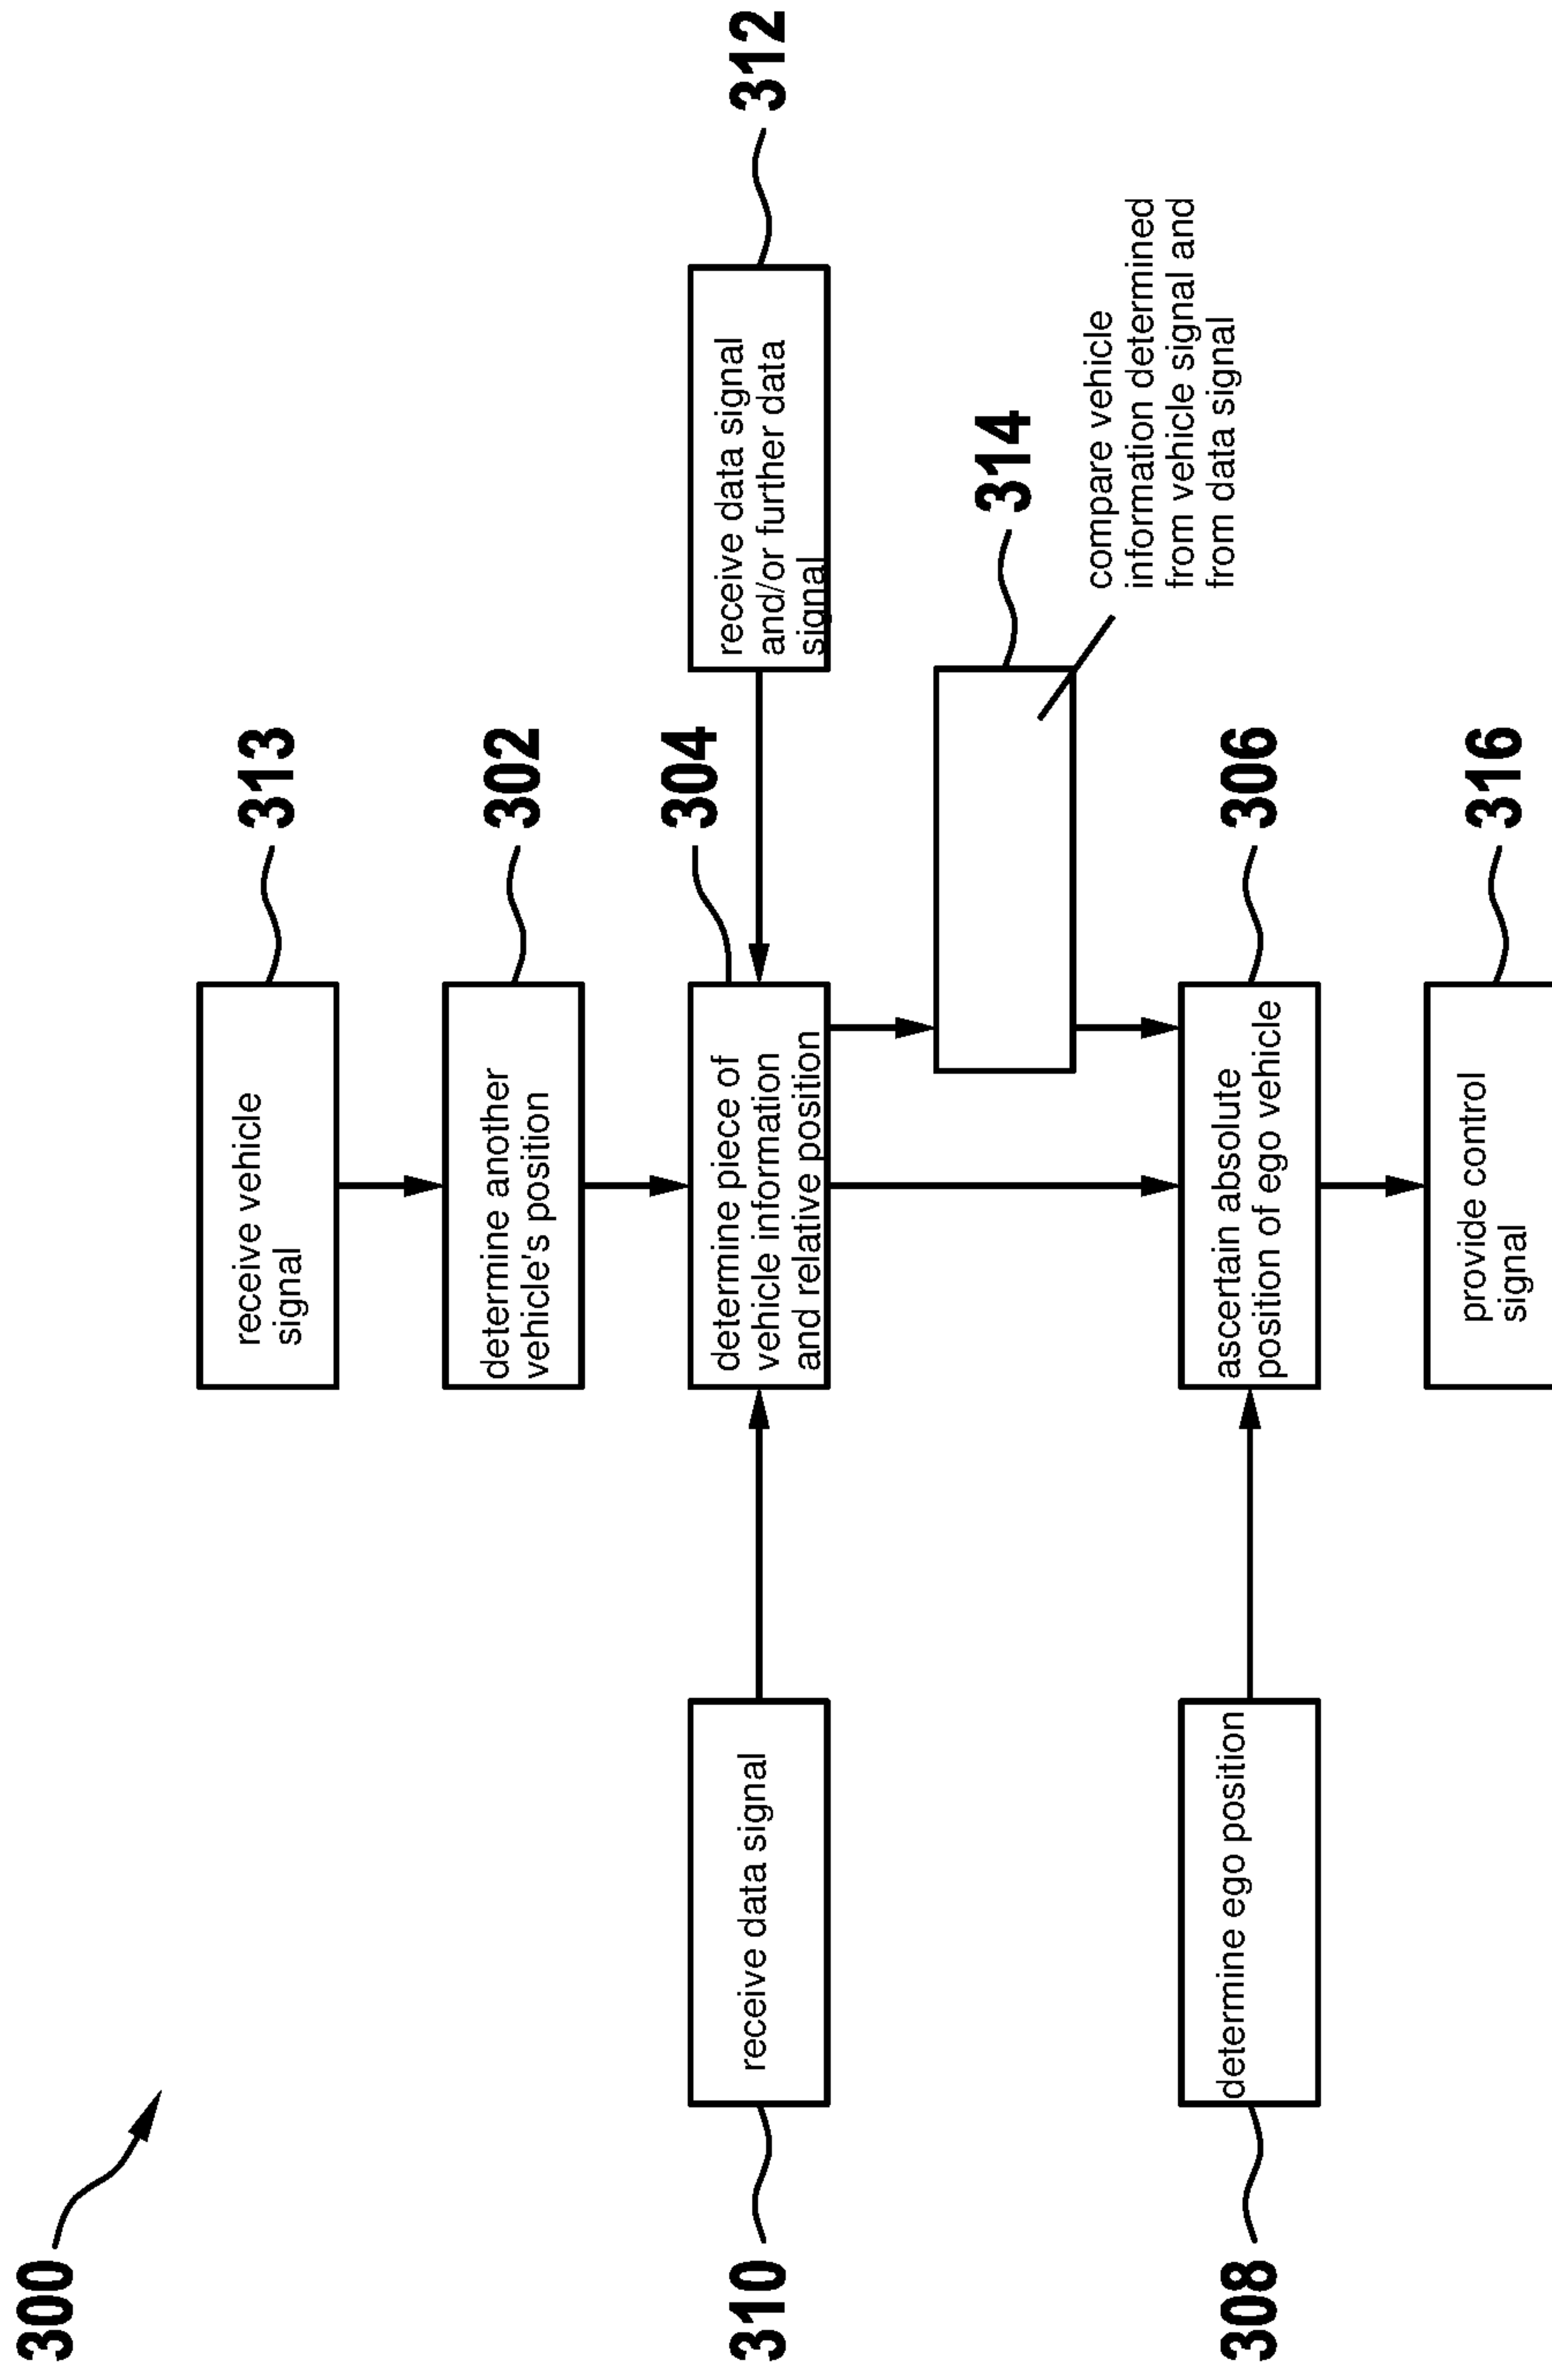 300
receive vehicle
signal
313
determine another
vehicle's position
302
310
receive data signal
determine piece of
vehicle information
and relative position
304
receive data signal
and/or further data
signal
312
314
compare vehicle
information determined
from vehicle signal and
from data signal
308
determine ego position
ascertain absolute
position of ego vehicle
306
provide control
signal
316